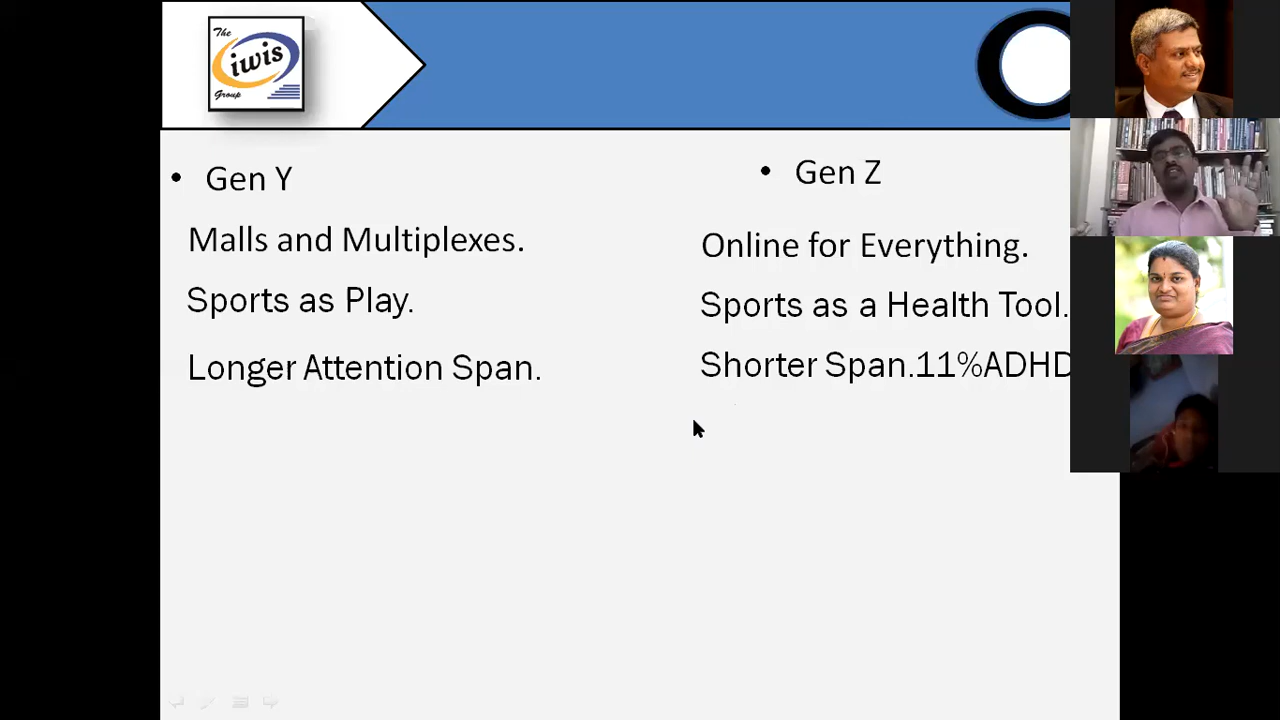 The
iwis
Group
• Gen Y
Malls and Multiplexes.
Sports as Play.
Longer Attention Span.
• Gen Z
Online for Everything.
Sports as a Health Tool.
Shorter Span.11%ADHD